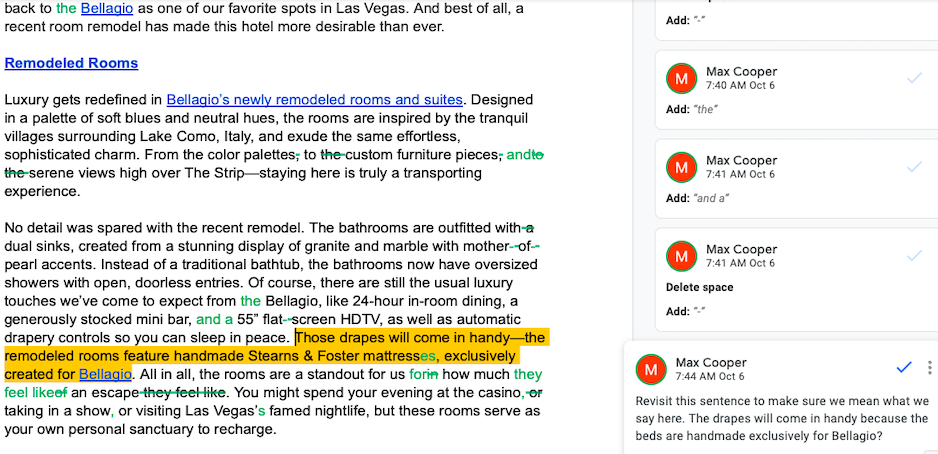 back to the Bellagio as one of our favorite spots in Las Vegas. And best of all, a
recent room remodel has made this hotel more desirable than ever.
Remodeled Rooms
Luxury gets redefined in Bellagio's newly remodeled rooms and suites. Designed
in a palette of soft blues and neutral hues, the rooms are inspired by the tranquil
villages surrounding Lake Como, Italy, and exude the same effortless,
sophisticated charm. From the color palettes, to the custom furniture pieces, andto
the serene views high over The Strip—staying here is truly a transporting
experience.
No detail was spared with the recent remodel. The bathrooms are outfitted with a
dual sinks, created from a stunning display of granite and marble with mother-of-
pearl accents. Instead of a traditional bathtub, the bathrooms now have oversized
showers with open, doorless entries. Of course, there are still the usual luxury
touches we've come to expect from the Bellagio, like 24-hour in-room dining, a
generously stocked mini bar, and a 55” flat-screen HDTV, as well as automatic
drapery controls so you can sleep in peace. Those drapes will come in handy—the
remodeled rooms feature handmade Stearns & Foster mattresses, exclusively
created for Bellagio. All in all, the rooms are a standout for us forin how much they
feel likeof an escape they feel like. You might spend your evening at the casino, or
taking in a show, or visiting Las Vegas's famed nightlife, but these rooms serve as
your own personal sanctuary to recharge.
Add: “-”
M
Max Cooper
7:40 AM Oct 6
Add: “the”
M
Max Cooper
7:41 AM Oct 6
Add: “and a”
M
Max Cooper
7:41 AM Oct 6
Delete space
Add: “-”
M
Max Cooper
7:44 AM Oct 6
Revisit this sentence to make sure we mean what we
say here. The drapes will come in handy because the
beds are handmade exclusively for Bellagio?